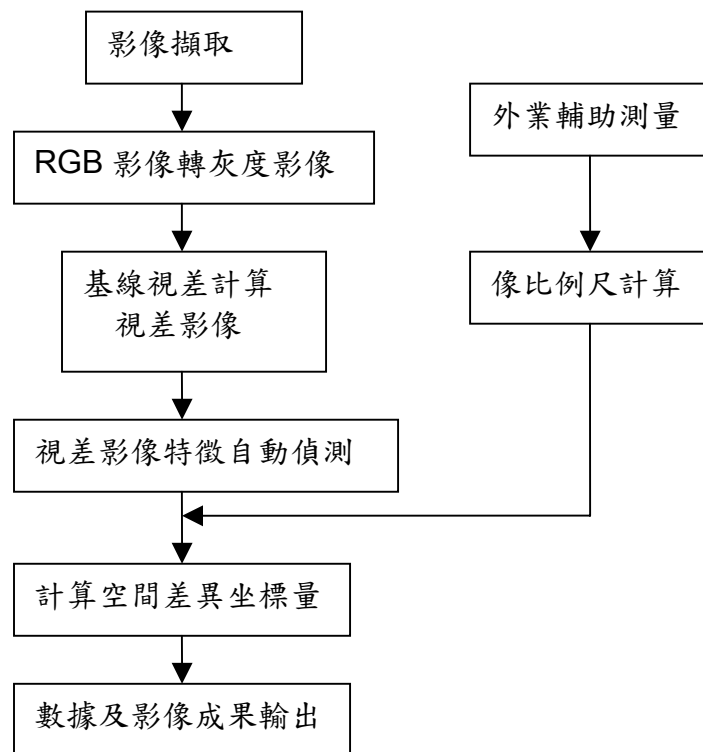 影像擷取
外業輔助測量
RGB 影像轉灰度影像
基線視差計算
視差影像
像比例尺計算
視差影像特徵自動偵測
計算空間差異坐標量
數據及影像成果輸出